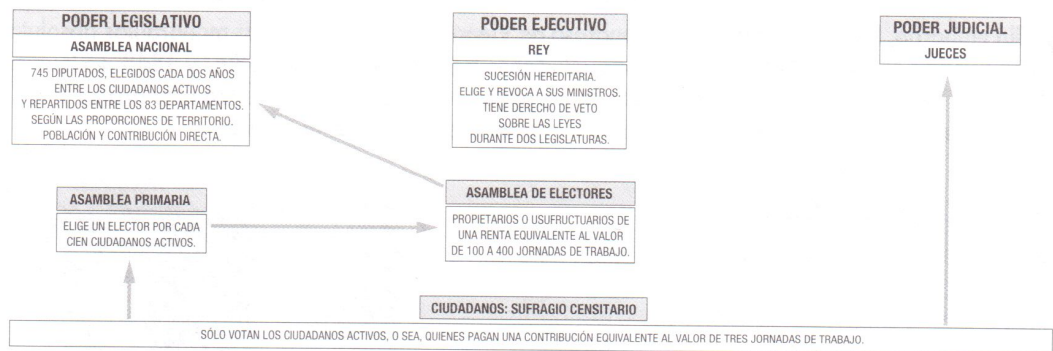 PODER LEGISLATIVO
ASAMBLEA NACIONAL
745 DIPUTADOS, ELEGIDOS CADA DOS AÑOS
ENTRE LOS CIUDADANOS ACTIVOS
Y REPARTIDOS ENTRE LOS 83 DEPARTAMENTOS.
SEGÚN LAS PROPORCIONES DE TERRITORIO.
POBLACIÓN Y CONTRIBUCIÓN DIRECTA.
PODER EJECUTIVO
REY
SUCESIÓN HEREDITARIA.
ELIGE Y REVOCA A SUS MINISTROS.
TIENE DERECHO DE VETO
SOBRE LAS LEYES
DURANTE DOS LEGISLATURAS.
PODER JUDICIAL
JUECES
ASAMBLEA PRIMARIA
ELIGE UN ELECTOR POR CADA
CIEN CIUDADANOS ACTIVOS.
ASAMBLEA DE ELECTORES
PROPIETARIOS O USUFRUCTUARIOS DE
UNA RENTA EQUIVALENTE AL VALOR
DE 100 A 400 JORNADAS DE TRABAJO.
CIUDADANOS: SUFRAGIO CENSITARIO
SÓLO VOTAN LOS CIUDADANOS ACTIVOS, O SEA, QUIENES PAGAN UNA CONTRIBUCIÓN EQUIVALENTE AL VALOR DE TRES JORNADAS DE TRABAJO.